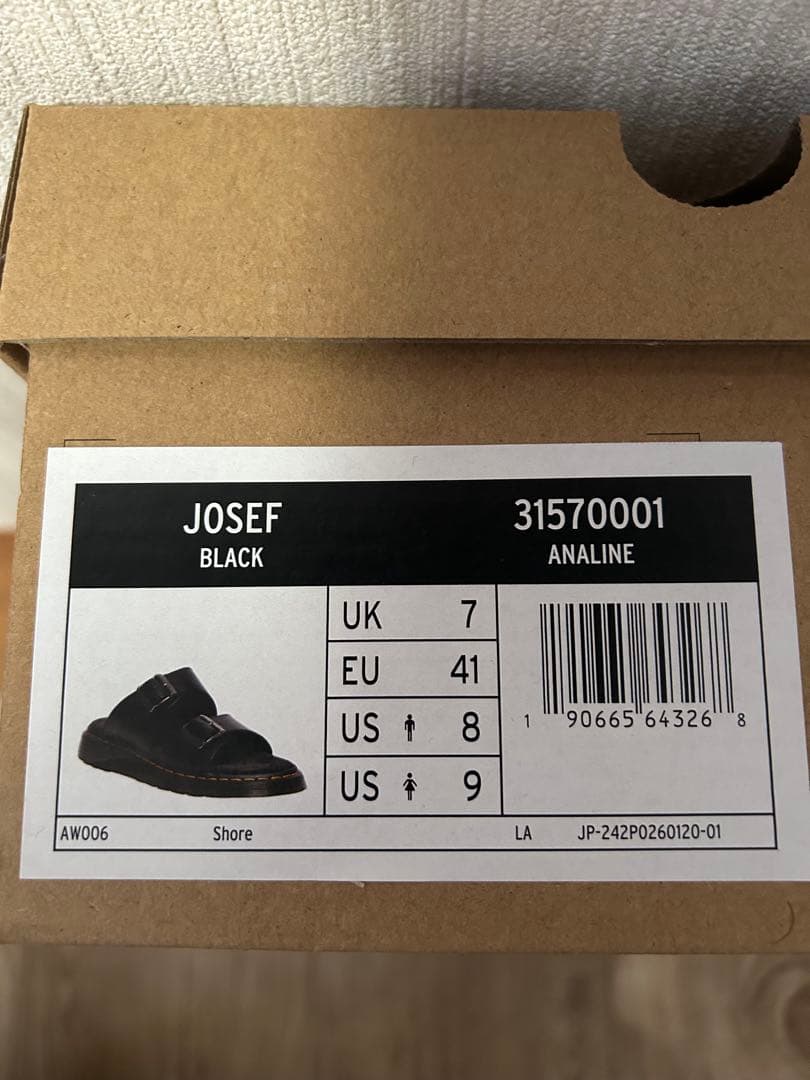 JOSEF
BLACK
31570001
ANALINE
UK 7
EU 41
US 8
US 9
1 90665 64326 8
AW006 Shore LA JP-242P0260120-01